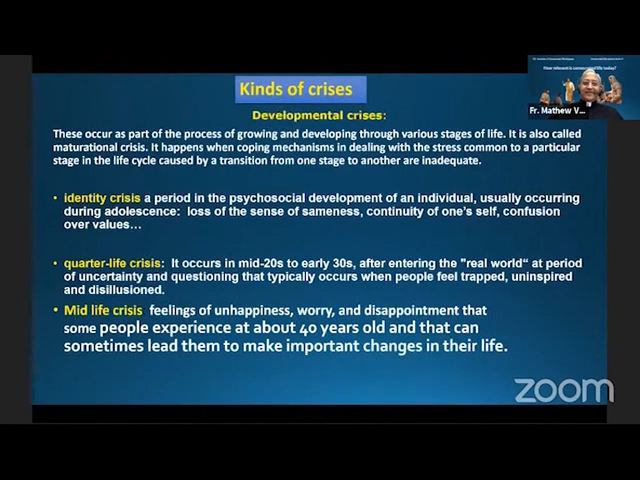 How relevant is consecrated life today?
Fr. Mathew V...
Kinds of crises
Developmental crises:
These occur as part of the process of growing and developing through various stages of life. It is also called
maturational crisis. It happens when coping mechanisms in dealing with the stress common to a particular
stage in the life cycle caused by a transition from one stage to another are inadequate.
• identity crisis a period in the psychosocial development of an individual, usually occurring
during adolescence: loss of the sense of sameness, continuity of one's self, confusion
over values…
• quarter-life crisis: It occurs in mid-20s to early 30s, after entering the "real world“ at period
of uncertainty and questioning that typically occurs when people feel trapped, uninspired
and disillusioned.
• Mid life crisis feelings of unhappiness, worry, and disappointment that
some people experience at about 40 years old and that can
sometimes lead them to make important changes in their life.
zoom